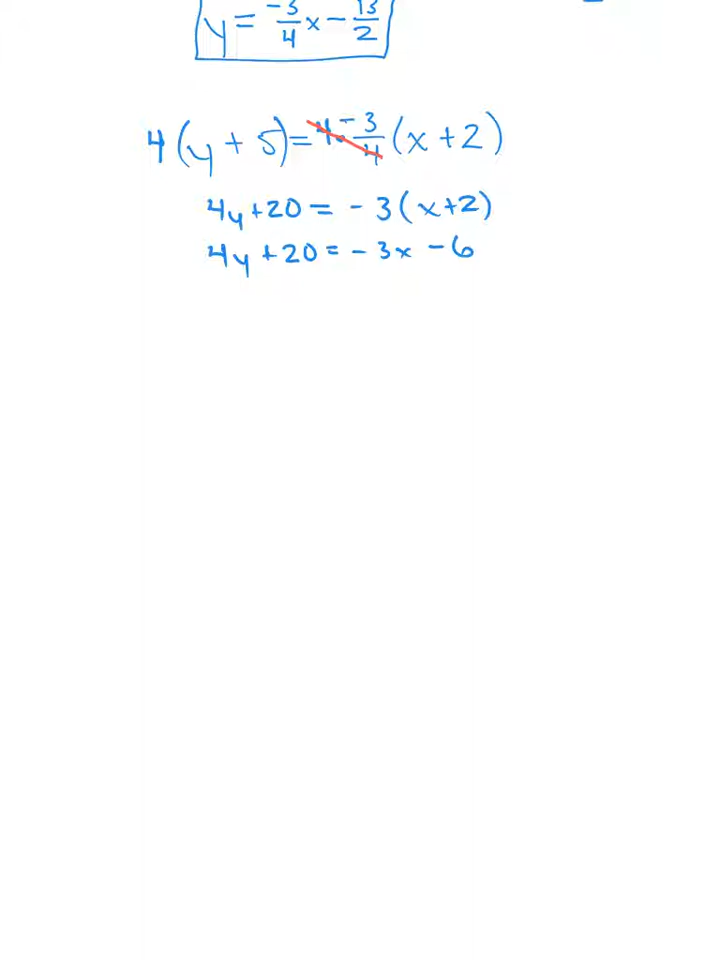 y = -3/4 x - 13/2
4(y + 5) = 4·-3/4 (x + 2)
4y + 20 = - 3(x + 2)
4y + 20 = - 3x - 6